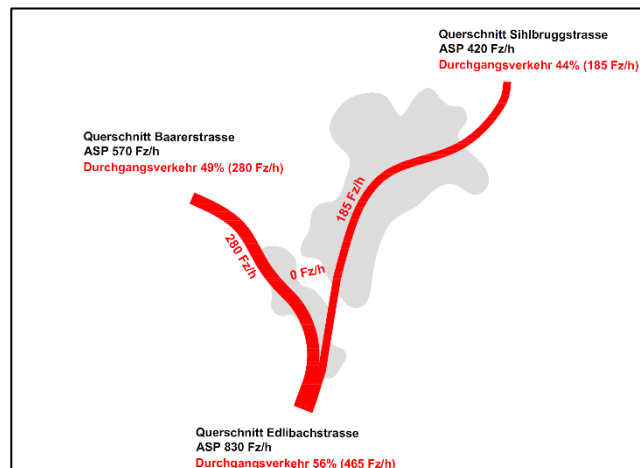 Querschnitt Sihlbruggstrasse
ASP 420 Fz/h
Durchgangsverkehr 44% (185 Fz/h)
Querschnitt Baarerstrasse
ASP 570 Fz/h
Durchgangsverkehr 49% (280 Fz/h)
185 Fz/h
280 Fz/h
0 Fz/h
Querschnitt Edlibachstrasse
ASP 830 Fz/h
Durchgangsverkehr 56% (465 Fz/h)